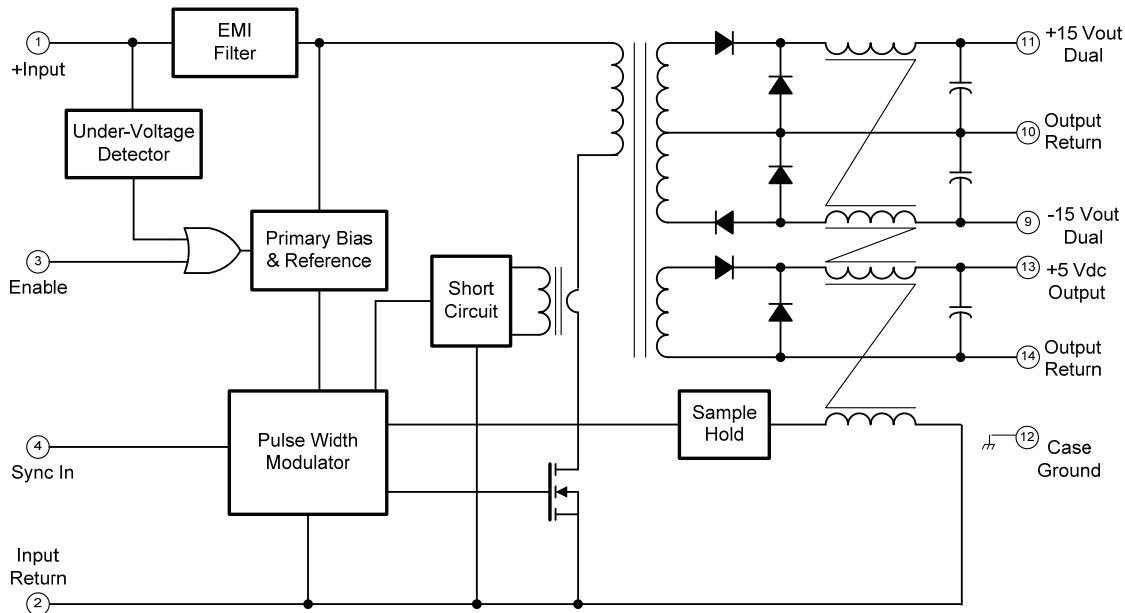 1
+Input
EMI
Filter
11
+15 Vout
Dual
Under-Voltage
Detector
10
Output
Return
3
Enable
Primary Bias
& Reference
9
-15 Vout
Dual
Short
Circuit
13
+5 Vdc
Output
14
Output
Return
4
Sync In
Pulse Width
Modulator
Sample
Hold
12
Case
Ground
Input
Return
2